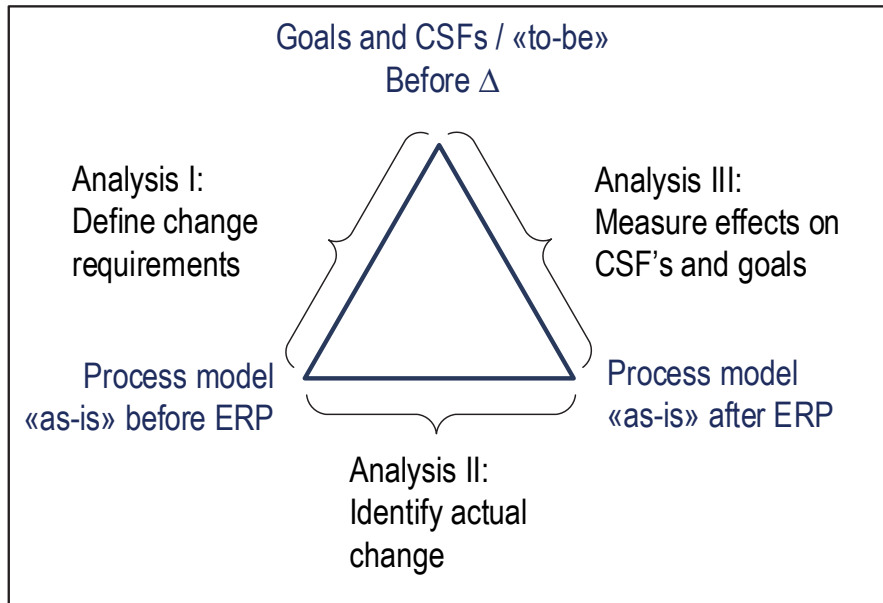 Goals and CSFs / «to-be»
Before Δ
Analysis I:
Define change
requirements
Analysis III:
Measure effects on
CSF's and goals
Process model
«as-is» before ERP
Process model
«as-is» after ERP
Analysis II:
Identify actual
change